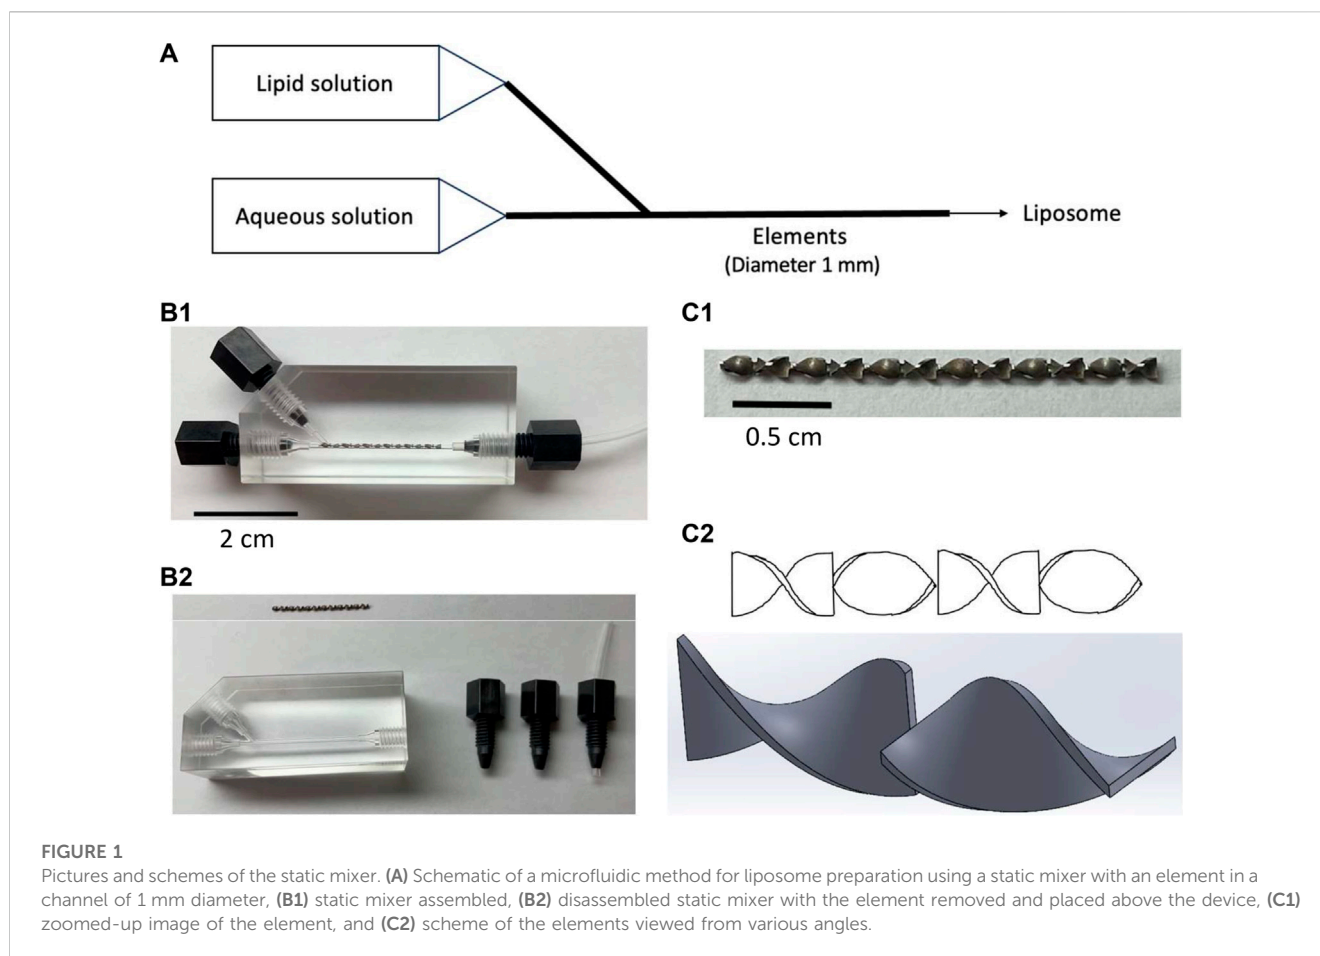 A
Lipid solution
Aqueous solution
Elements
(Diameter 1 mm)
Liposome
B1
2 cm
B2
C1
0.5 cm
C2
FIGURE 1
Pictures and schemes of the static mixer. (A) Schematic of a microfluidic method for liposome preparation using a static mixer with an element in a
channel of 1 mm diameter, (B1) static mixer assembled, (B2) disassembled static mixer with the element removed and placed above the device, (C1)
zoomed-up image of the element, and (C2) scheme of the elements viewed from various angles.